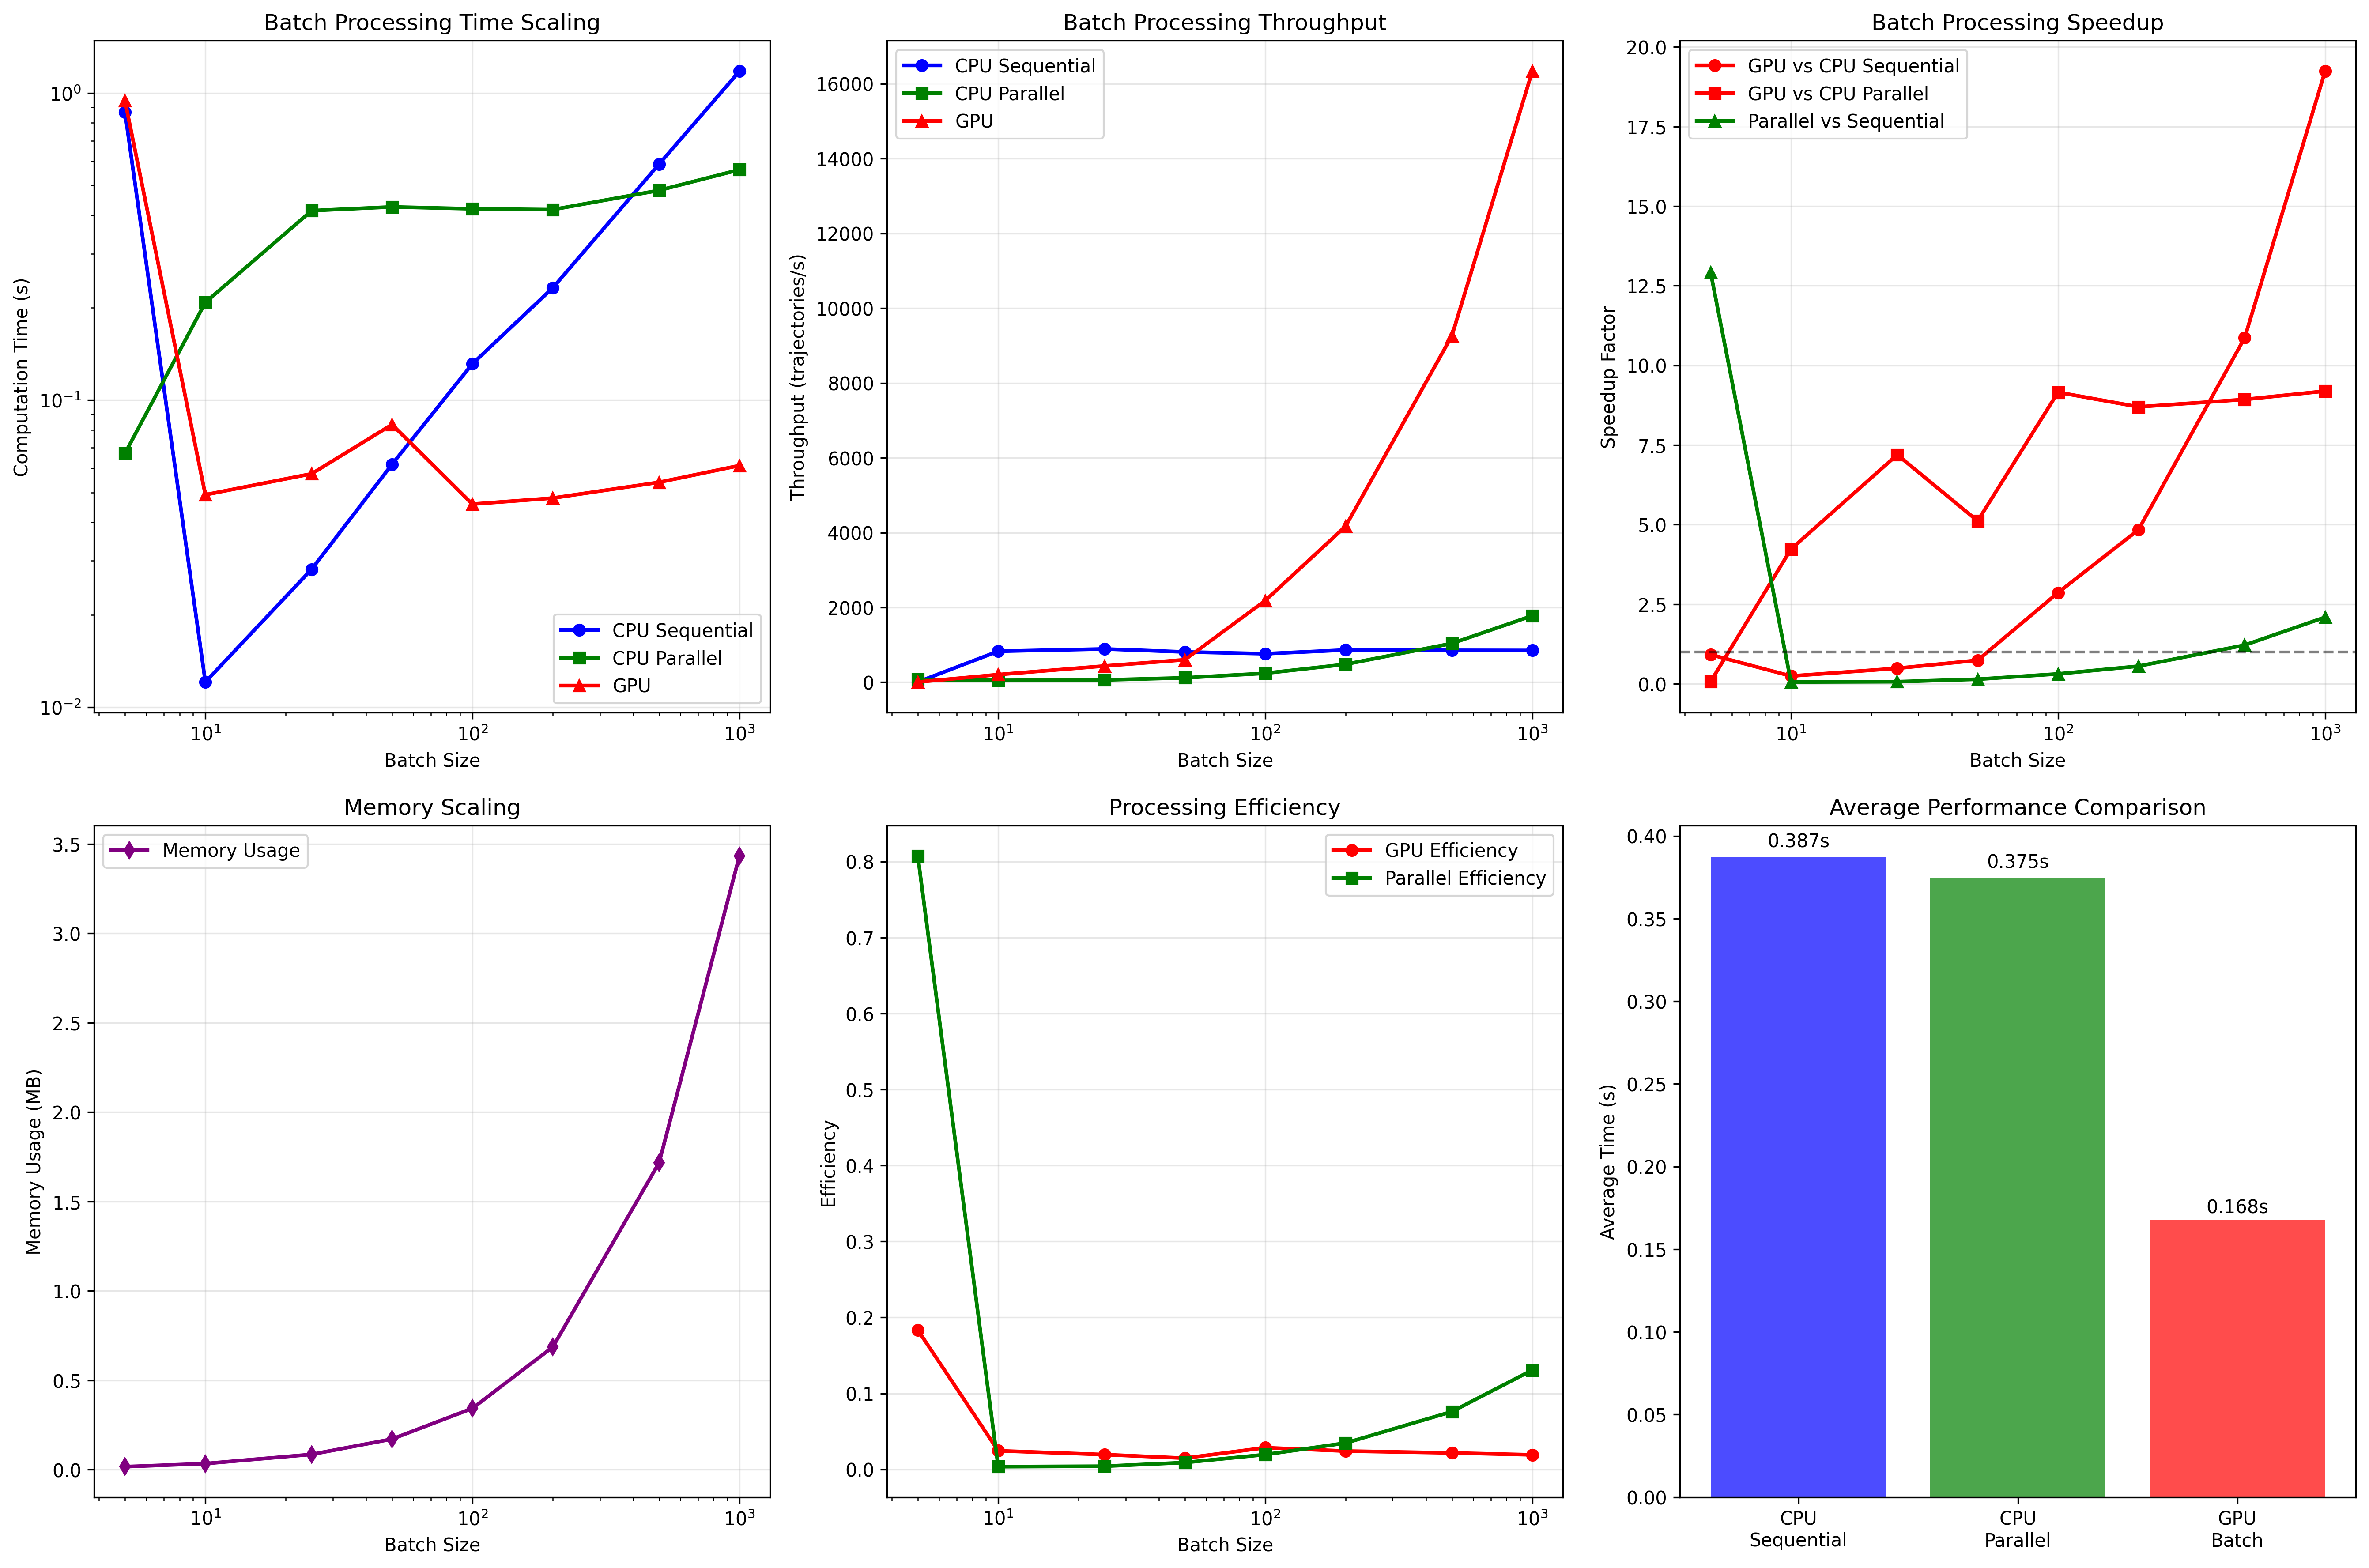 Batch Processing Time Scaling
Computation Time (s)
10⁰
10⁻¹
10⁻²
CPU Sequential
CPU Parallel
GPU
10¹
10²
10³
Batch Size
Batch Processing Throughput
Throughput (trajectories/s)
16000
14000
12000
10000
8000
6000
4000
2000
0
CPU Sequential
CPU Parallel
GPU
10¹
10²
10³
Batch Size
Batch Processing Speedup
Speedup Factor
20.0
17.5
15.0
12.5
10.0
7.5
5.0
2.5
0.0
GPU vs CPU Sequential
GPU vs CPU Parallel
Parallel vs Sequential
10¹
10²
10³
Batch Size
Memory Scaling
Memory Usage (MB)
3.5
3.0
2.5
2.0
1.5
1.0
0.5
0.0
Memory Usage
10¹
10²
10³
Batch Size
Processing Efficiency
Efficiency
0.8
0.7
0.6
0.5
0.4
0.3
0.2
0.1
0.0
GPU Efficiency
Parallel Efficiency
10¹
10²
10³
Batch Size
Average Performance Comparison
Average Time (s)
0.40
0.35
0.30
0.25
0.20
0.15
0.10
0.05
0.00
0.387s
0.375s
0.168s
CPU
Sequential
CPU
Parallel
GPU
Batch